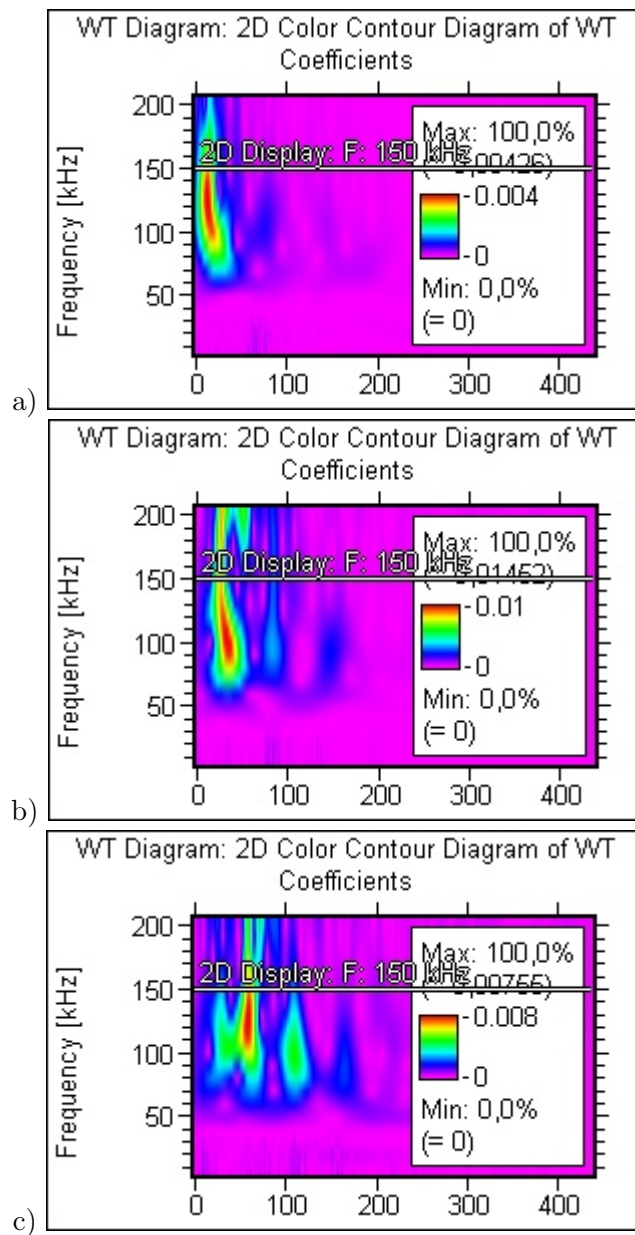 WT Diagram: 2D Color Contour Diagram of WT
Coefficients
200
150
100
50
Frequency [kHz]
2D Display: F: 150 kHz
Max: 100,0%
0.004
0
Min: 0,0%
(= 0)
0 100 200 300 400
a)
WT Diagram: 2D Color Contour Diagram of WT
Coefficients
200
150
100
50
Frequency [kHz]
2D Display: F: 150 kHz
Max: 100,0%
0.01
0
Min: 0,0%
(= 0)
0 100 200 300 400
b)
WT Diagram: 2D Color Contour Diagram of WT
Coefficients
200
150
100
50
Frequency [kHz]
2D Display: F: 150 kHz
Max: 100,0%
0.008
0
Min: 0,0%
(= 0)
0 100 200 300 400
c)